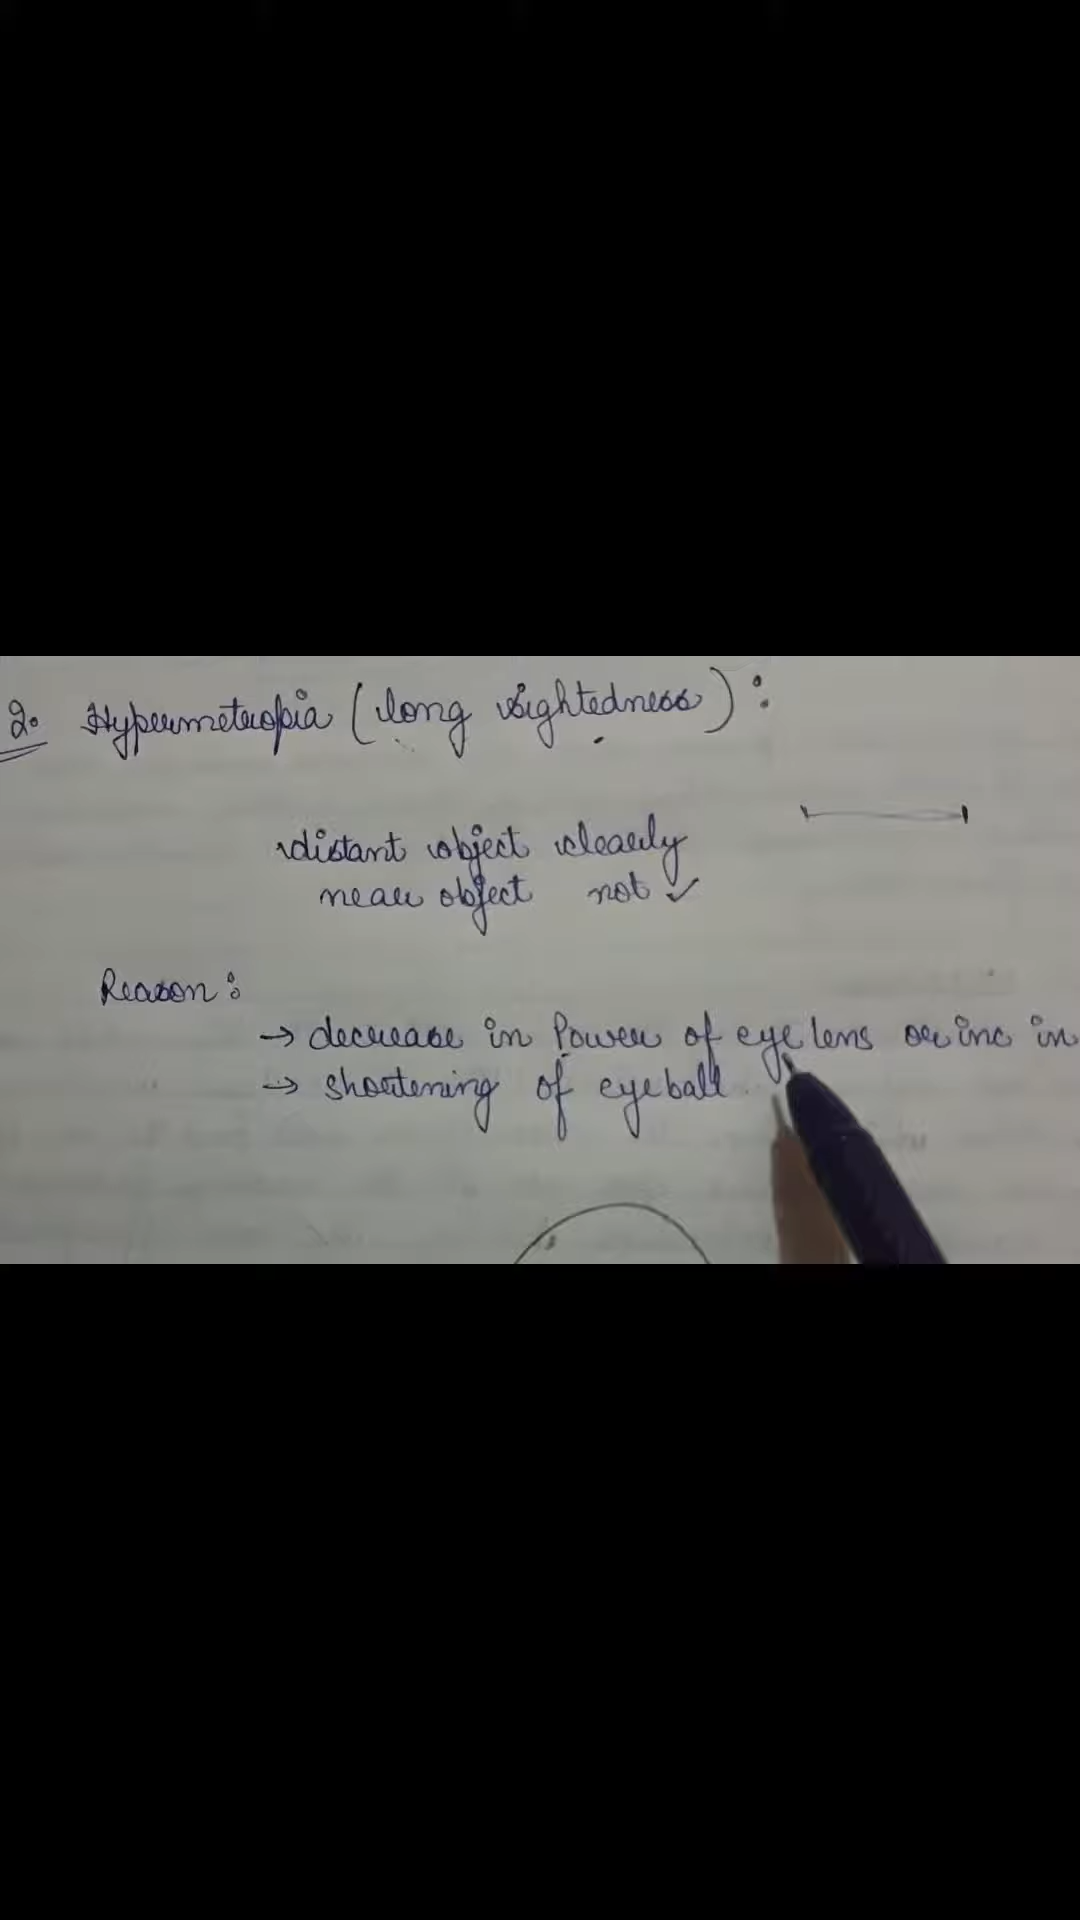 2. Hypermetropia (long sightedness) :
distant object clearly
near object not ✓
Reason :
→ decrease in Power of eye lens or inc in
→ shortening of eyeball